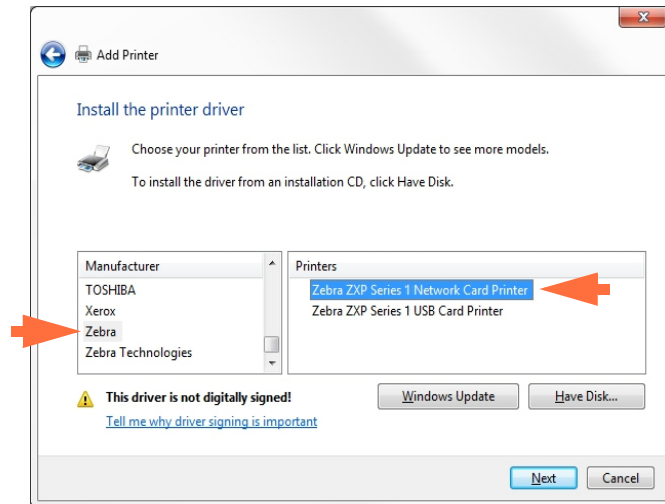 Add Printer
Install the printer driver
Choose your printer from the list. Click Windows Update to see more models.
To install the driver from an installation CD, click Have Disk.
Manufacturer
TOSHIBA
Xerox
Zebra
Zebra Technologies
Printers
Zebra ZXP Series 1 Network Card Printer
Zebra ZXP Series 1 USB Card Printer
This driver is not digitally signed!
Tell me why driver signing is important
Windows Update
Have Disk...
Next
Cancel